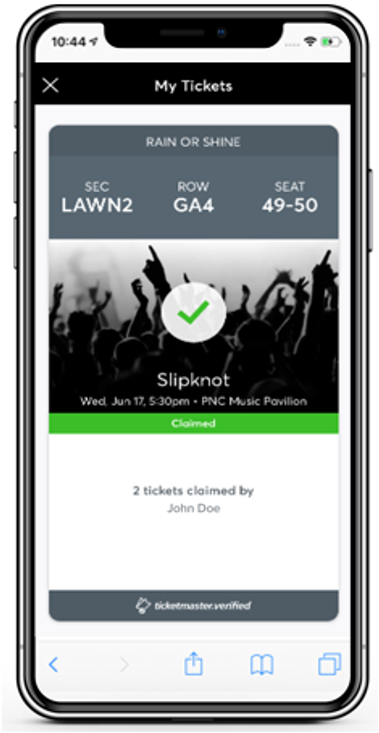 10:44
My Tickets
RAIN OR SHINE
SEC ROW SEAT
LAWN2 GA4 49-50
Slipknot
Wed, Jun 17, 5:30pm • PNC Music Pavilion
Claimed
2 tickets claimed by
John Doe
ticketmaster.verified